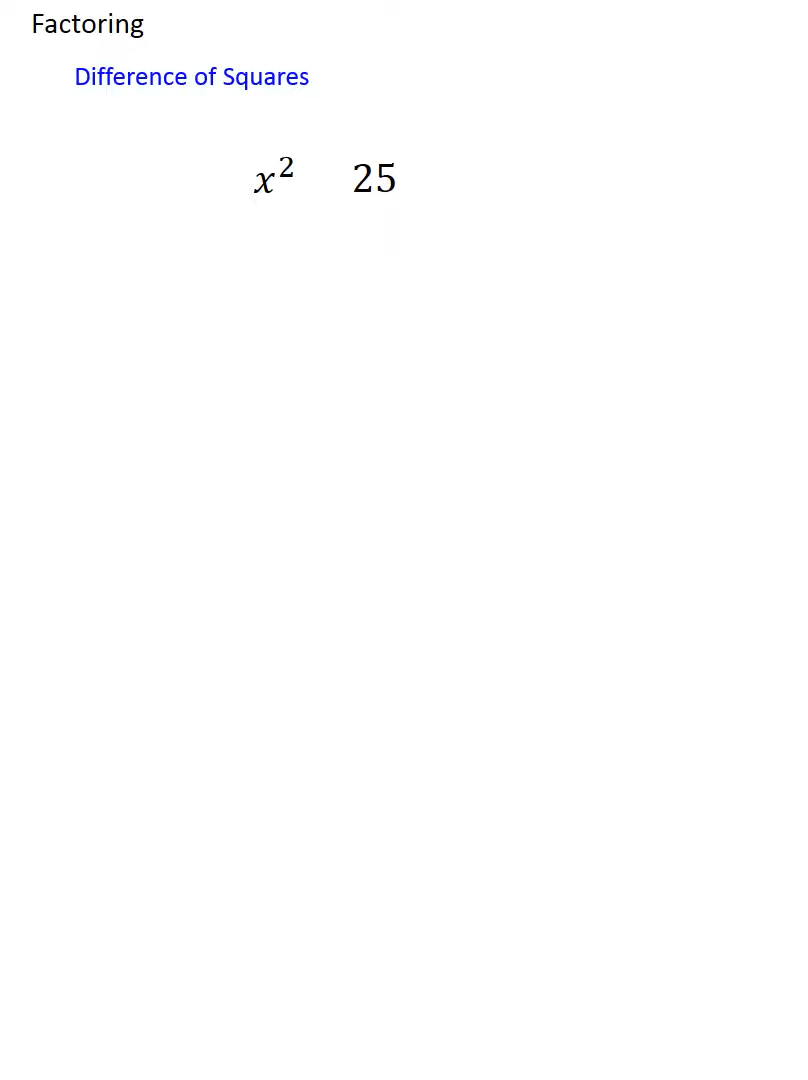 Factoring
Difference of Squares
x² 25